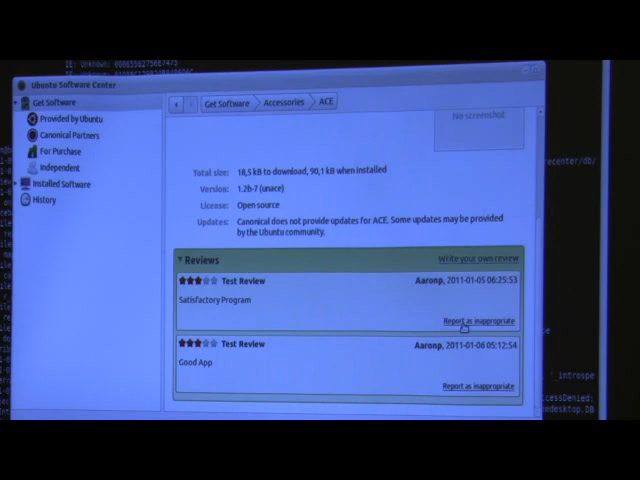 IE: Unknown: 00065562756E7475
Ubuntu Software Center
Get Software
Provided by Ubuntu
Canonical Partners
For Purchase
Independent
Installed Software
History
Get Software
Accessories
ACE
No screenshot
Total size: 18,5 kB to download, 90,1 kB when installed
Version: 1.2b-7 (unace)
License: Open source
Updates: Canonical does not provide updates for ACE. Some updates may be provided
by the Ubuntu community.
Reviews
Write your own review
Test Review
Aaronp, 2011-01-05 06:25:53
Satisfactory Program
Report as inappropriate
Test Review
Aaronp, 2011-01-06 05:12:54
Good App
Report as inappropriate